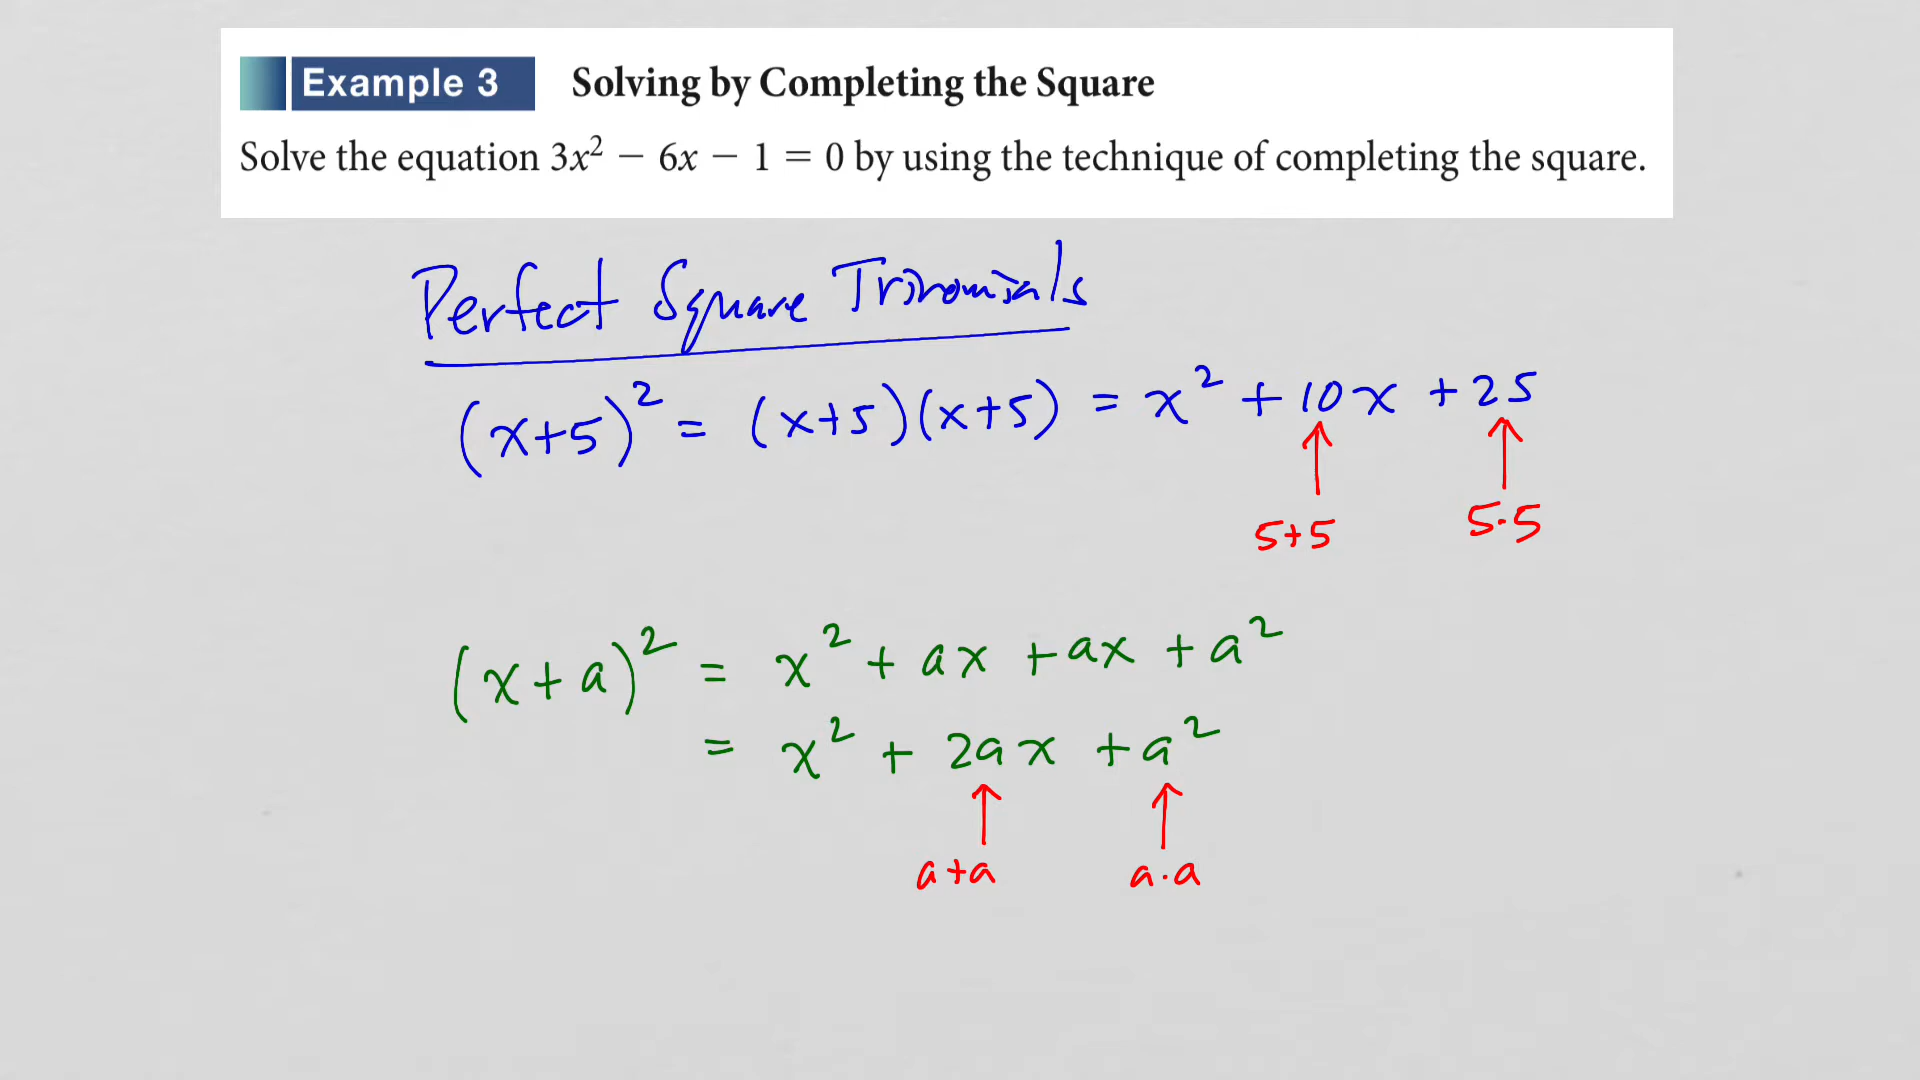 Example 3 Solving by Completing the Square
Solve the equation 3x² − 6x − 1 = 0 by using the technique of completing the square.
Perfect Square Trinomials
(x+5)² = (x+5)(x+5) = x² + 10x + 25
5+5 5·5
(x+a)² = x² + ax + ax + a²
= x² + 2ax + a²
a+a a·a